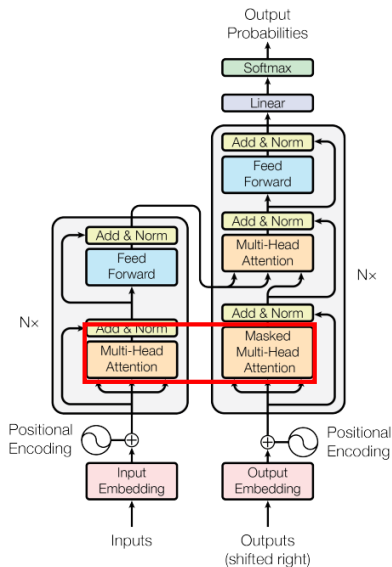 Output
Probabilities
Softmax
Linear
Add & Norm
Feed
Forward
Add & Norm
Multi-Head
Attention
Nx
Add & Norm
Masked
Multi-Head
Attention
Add & Norm
Feed
Forward
Nx
Add & Norm
Multi-Head
Attention
Positional
Encoding
Positional
Encoding
Input
Embedding
Output
Embedding
Inputs
Outputs
(shifted right)